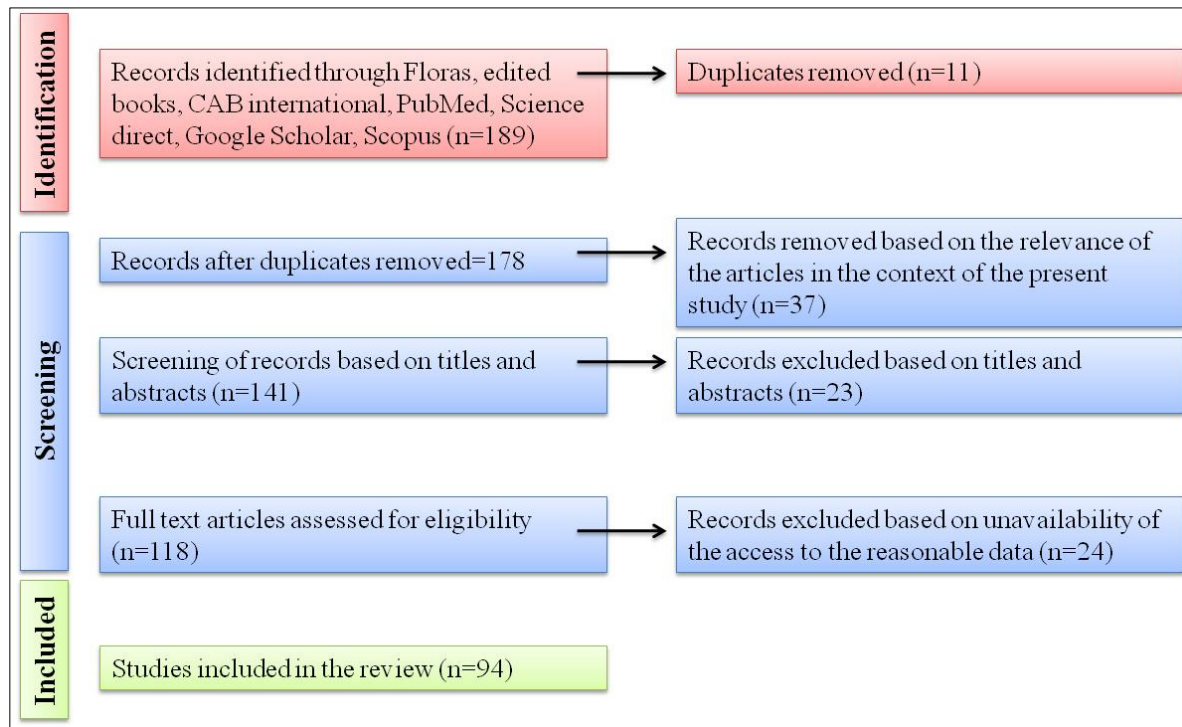 Identification
Records identified through Floras, edited
books, CAB international, PubMed, Science
direct, Google Scholar, Scopus (n=189)
Duplicates removed (n=11)
Screening
Records after duplicates removed=178
Records removed based on the relevance of
the articles in the context of the present
study (n=37)
Screening of records based on titles and
abstracts (n=141)
Records excluded based on titles and
abstracts (n=23)
Full text articles assessed for eligibility
(n=118)
Records excluded based on unavailability of
the access to the reasonable data (n=24)
Included
Studies included in the review (n=94)